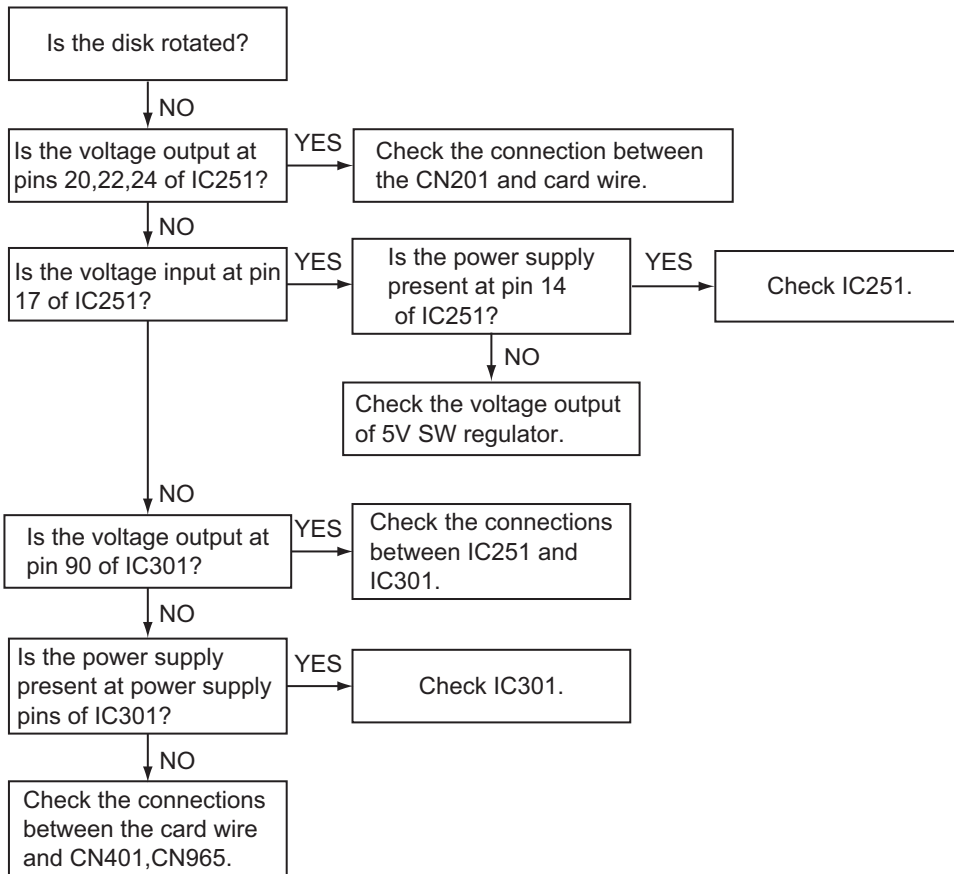 Is the disk rotated?
NO
Is the voltage output at
pins 20,22,24 of IC251?
YES
Check the connection between
the CN201 and card wire.
NO
Is the voltage input at pin
17 of IC251?
YES
Is the power supply
present at pin 14
of IC251?
YES
Check IC251.
NO
Check the voltage output
of 5V SW regulator.
NO
Is the voltage output at
pin 90 of IC301?
YES
Check the connections
between IC251 and
IC301.
NO
Is the power supply
present at power supply
pins of IC301?
YES
Check IC301.
NO
Check the connections
between the card wire
and CN401,CN965.